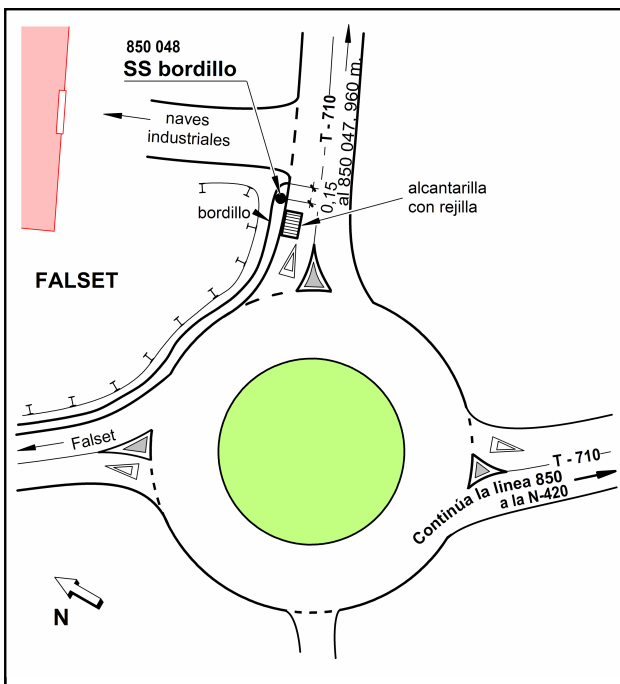 850 048
SS bordillo
naves
industriales
T - 710
al 850 047, 960 m.
0,15
alcantarilla
con rejilla
bordillo
FALSET
Falset
T - 710
Continúa la linea 850
a la N-420
N